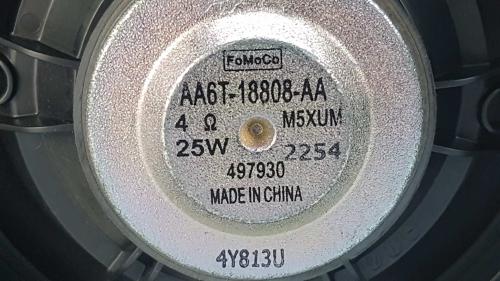 FoMoCo
AA6T-18808-AA
4 Ω M5XUM
25W 2254
497930
MADE IN CHINA
4Y813U